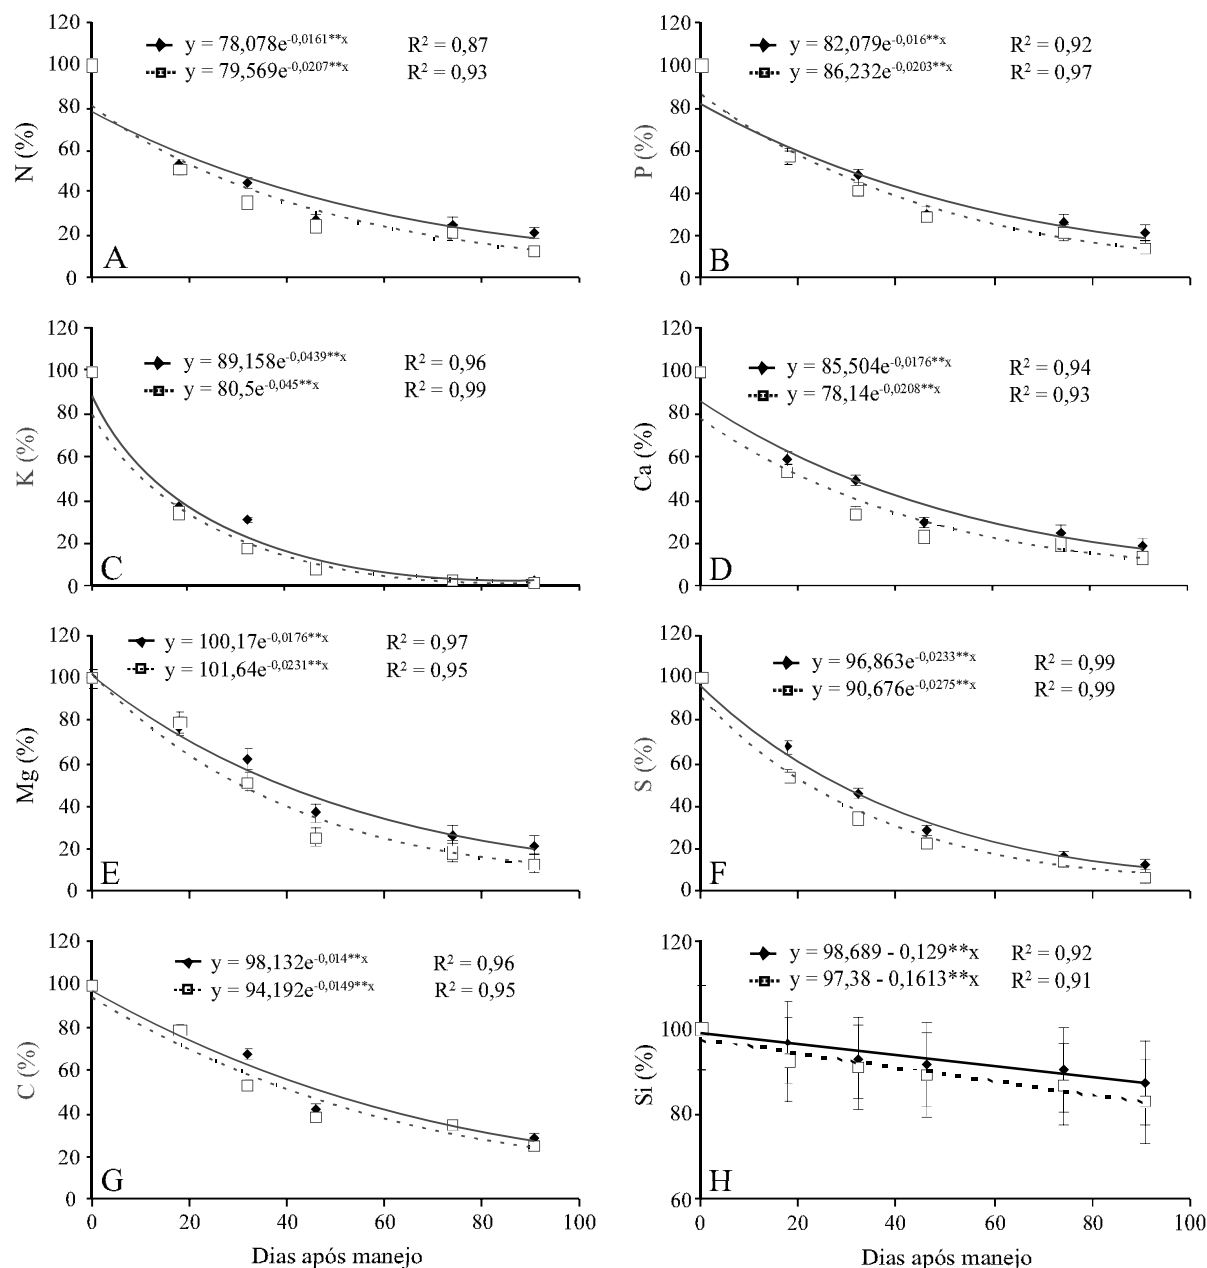 120
100
80
60
40
20
0
N (%)
y = 78,078e^-0,0161**x R² = 0,87
y = 79,569e^-0,0207**x R² = 0,93
A
120
100
80
60
40
20
0
P (%)
y = 82,079e^-0,016**x R² = 0,92
y = 86,232e^-0,0203**x R² = 0,97
B
120
100
80
60
40
20
0
K (%)
y = 89,158e^-0,0439**x R² = 0,96
y = 80,5e^-0,045**x R² = 0,99
C
120
100
80
60
40
20
0
Ca (%)
y = 85,504e^-0,0176**x R² = 0,94
y = 78,14e^-0,0208**x R² = 0,93
D
120
100
80
60
40
20
0
Mg (%)
y = 100,17e^-0,0176**x R² = 0,97
y = 101,64e^-0,0231**x R² = 0,95
E
120
100
80
60
40
20
0
S (%)
y = 96,863e^-0,0233**x R² = 0,99
y = 90,676e^-0,0275**x R² = 0,99
F
120
100
80
60
40
20
0
C (%)
y = 98,132e^-0,014**x R² = 0,96
y = 94,192e^-0,0149**x R² = 0,95
G
0 20 40 60 80 100
Dias após manejo
120
100
80
60
Si (%)
y = 98,689 - 0,129**x R² = 0,92
y = 97,38 - 0,1613**x R² = 0,91
H
0 20 40 60 80 100
Dias após manejo